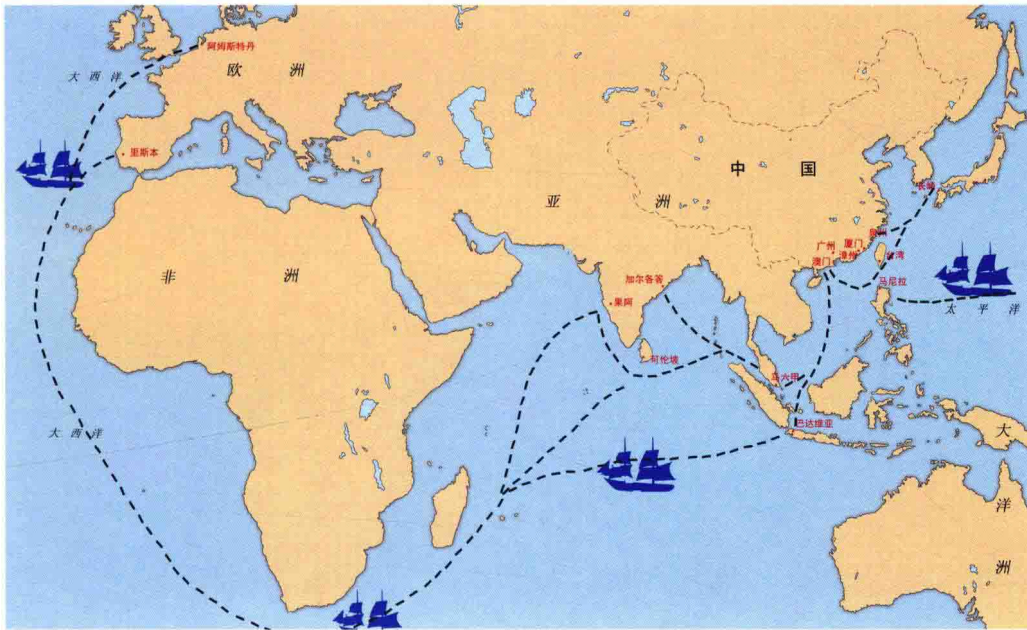 阿姆斯特丹
大西洋
欧洲
里斯本
中国
亚洲
长崎
广州
厦门
福州
澳门
漳州
台湾
非洲
加尔各答
马尼拉
果阿
太平洋
可伦坡
马六甲
巴达维亚
大西洋
大洋洲